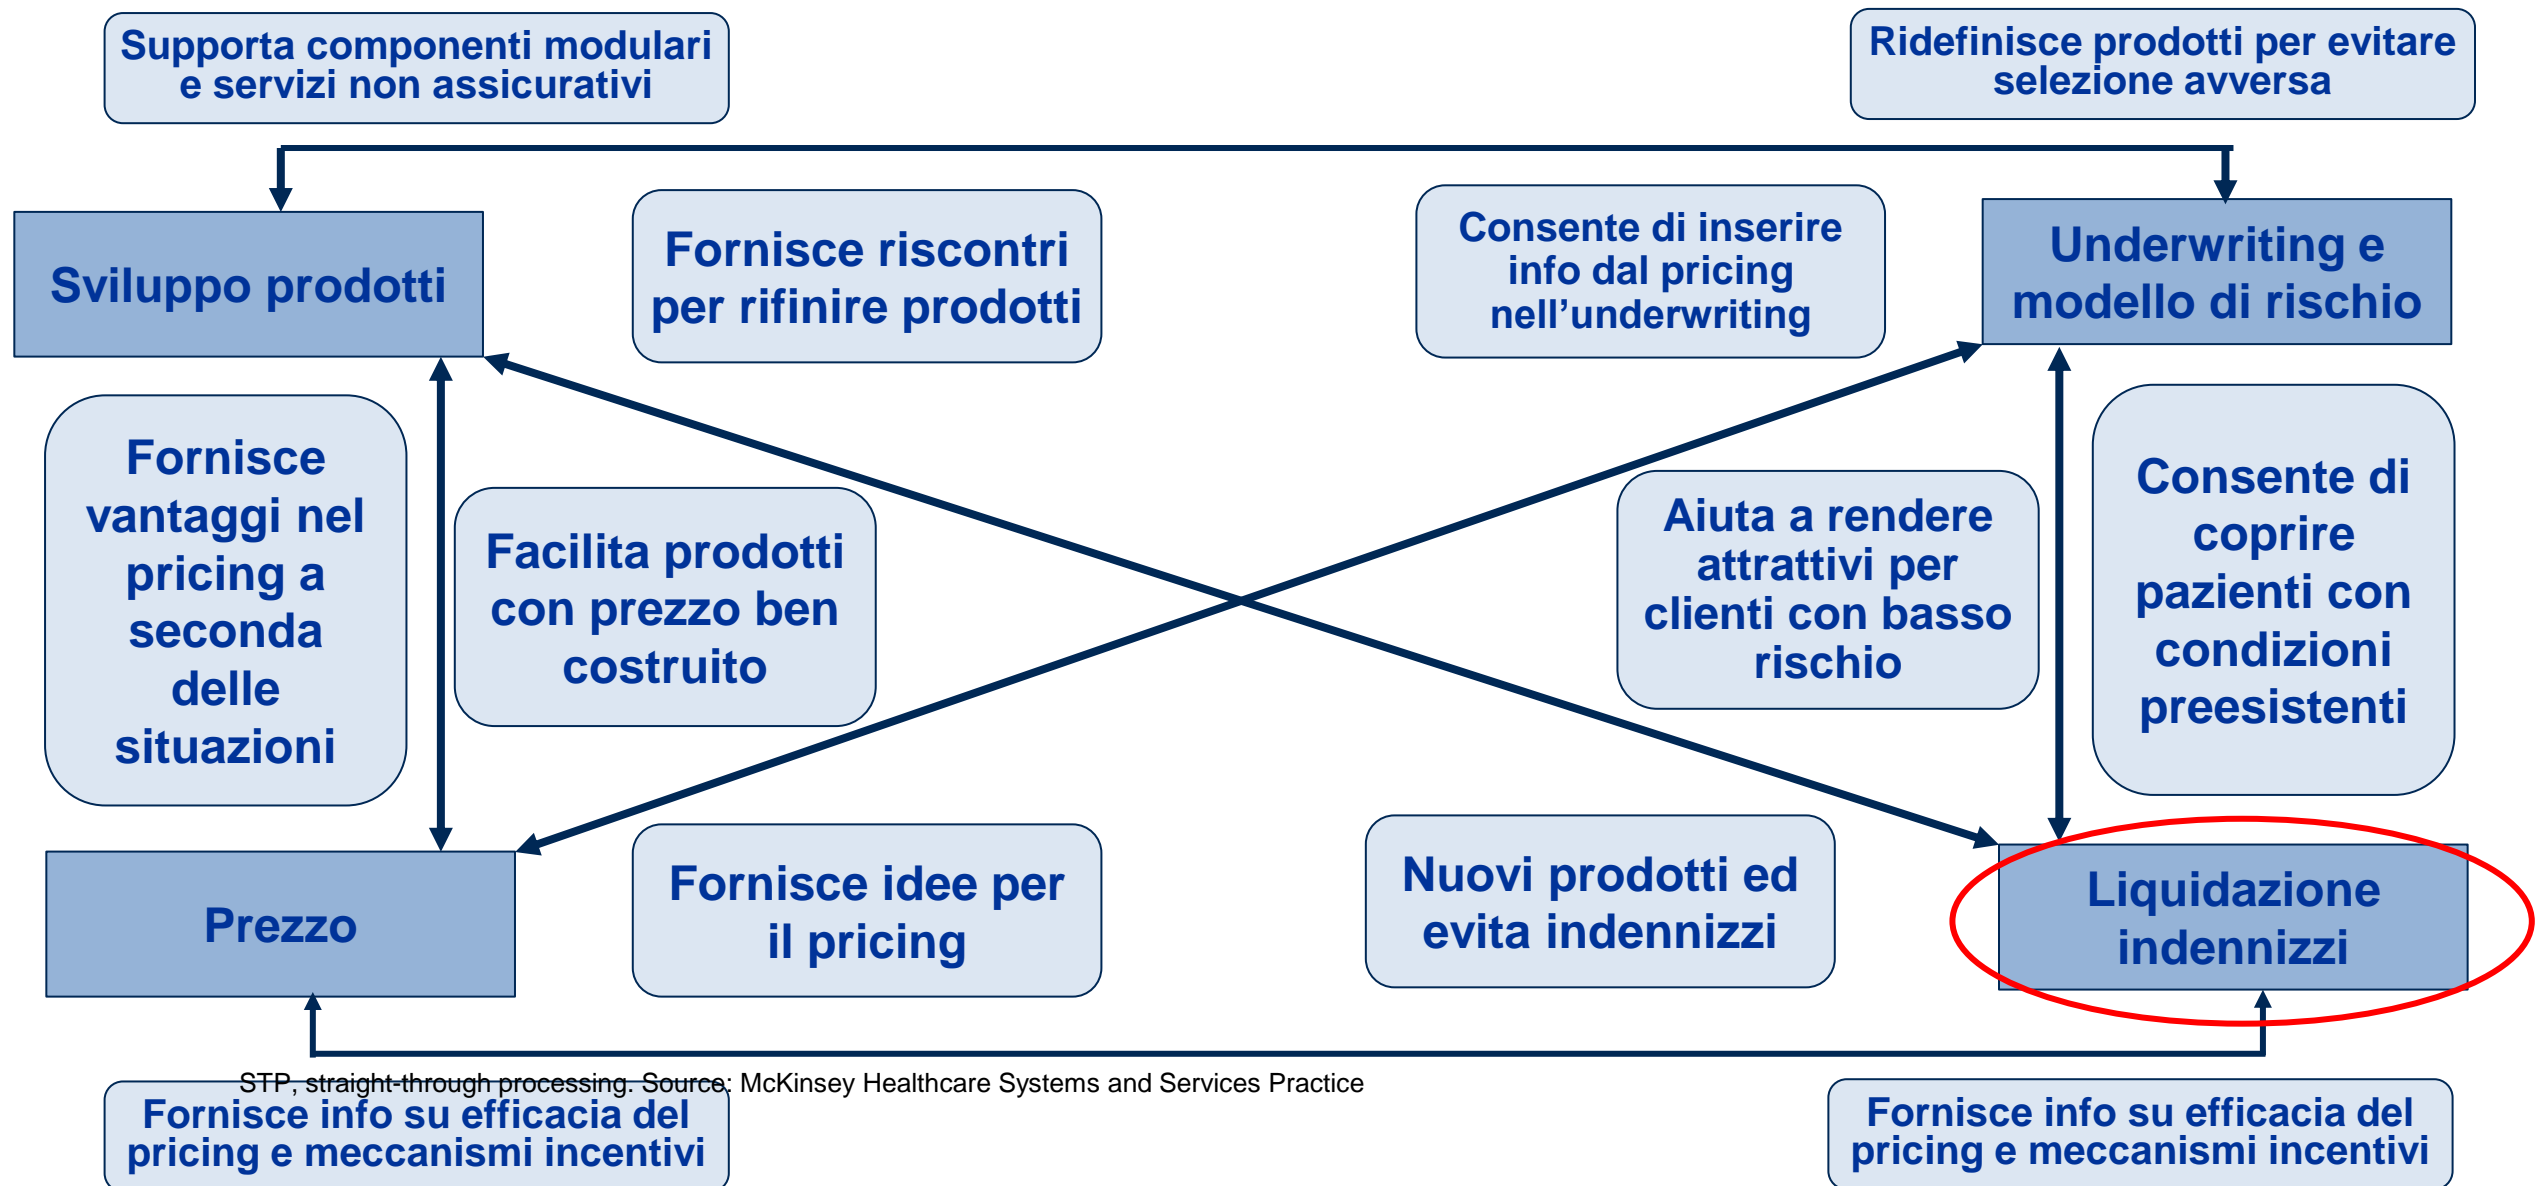 Supporta componenti modulari
e servizi non assicurativi
Ridefinisce prodotti per evitare
selezione avversa
Sviluppo prodotti
Fornisce riscontri
per rifinire prodotti
Consente di inserire
info dal pricing
nell’underwriting
Underwriting e
modello di rischio
Fornisce
vantaggi nel
pricing a
seconda
delle
situazioni
Facilita prodotti
con prezzo ben
costruito
Aiuta a rendere
attrattivi per
clienti con basso
rischio
Consente di
coprire
pazienti con
condizioni
preesistenti
Prezzo
Fornisce idee per
il pricing
Nuovi prodotti ed
evita indennizzi
Liquidazione
indennizzi
STP, straight-through processing. Source: McKinsey Healthcare Systems and Services Practice
Fornisce info su efficacia del
pricing e meccanismi incentivi
Fornisce info su efficacia del
pricing e meccanismi incentivi